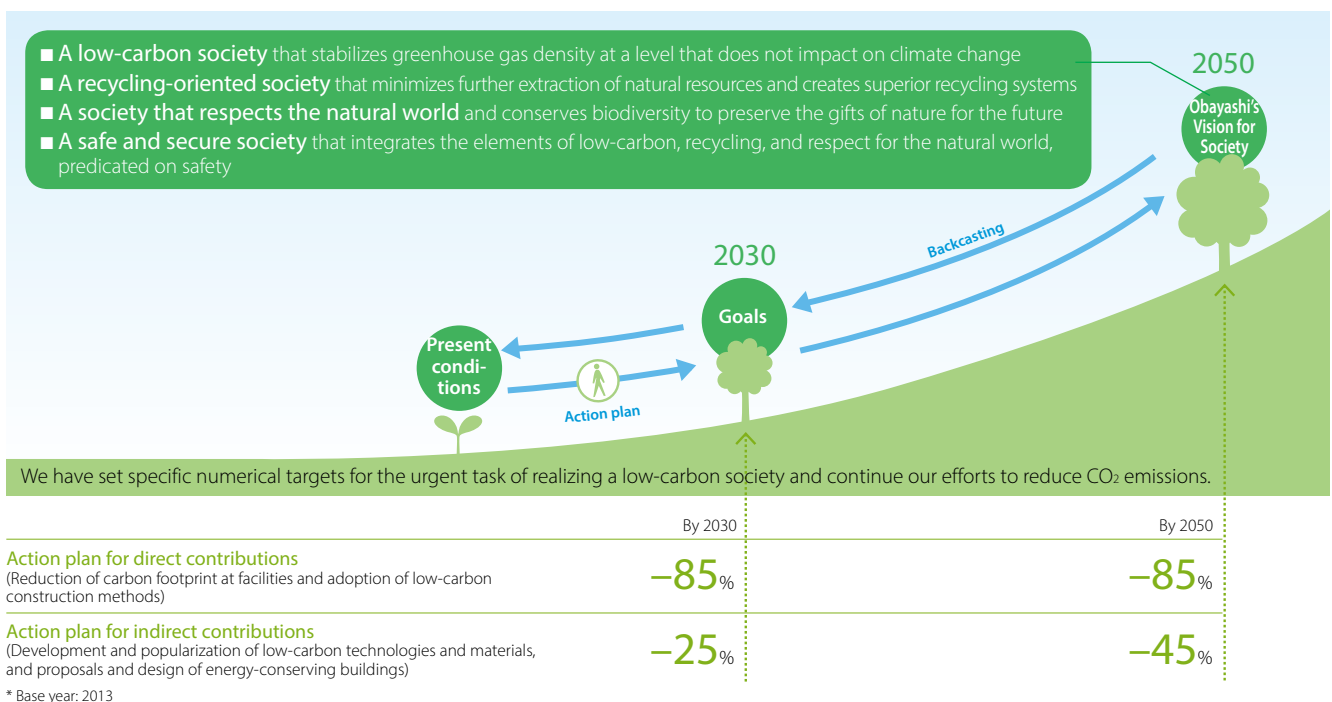 ■ A low-carbon society that stabilizes greenhouse gas density at a level that does not impact on climate change
■ A recycling-oriented society that minimizes further extraction of natural resources and creates superior recycling systems
■ A society that respects the natural world and conserves biodiversity to preserve the gifts of nature for the future
■ A safe and secure society that integrates the elements of low-carbon, recycling, and respect for the natural world,
predicated on safety
2050
Obayashi's
Vision for
Society
Backcasting
2030
Goals
Present
condi-
tions
Action plan
We have set specific numerical targets for the urgent task of realizing a low-carbon society and continue our efforts to reduce CO2 emissions.
By 2030 By 2050
Action plan for direct contributions
(Reduction of carbon footprint at facilities and adoption of low-carbon
construction methods)
–85% –85%
Action plan for indirect contributions
(Development and popularization of low-carbon technologies and materials,
and proposals and design of energy-conserving buildings)
–25% –45%
* Base year: 2013